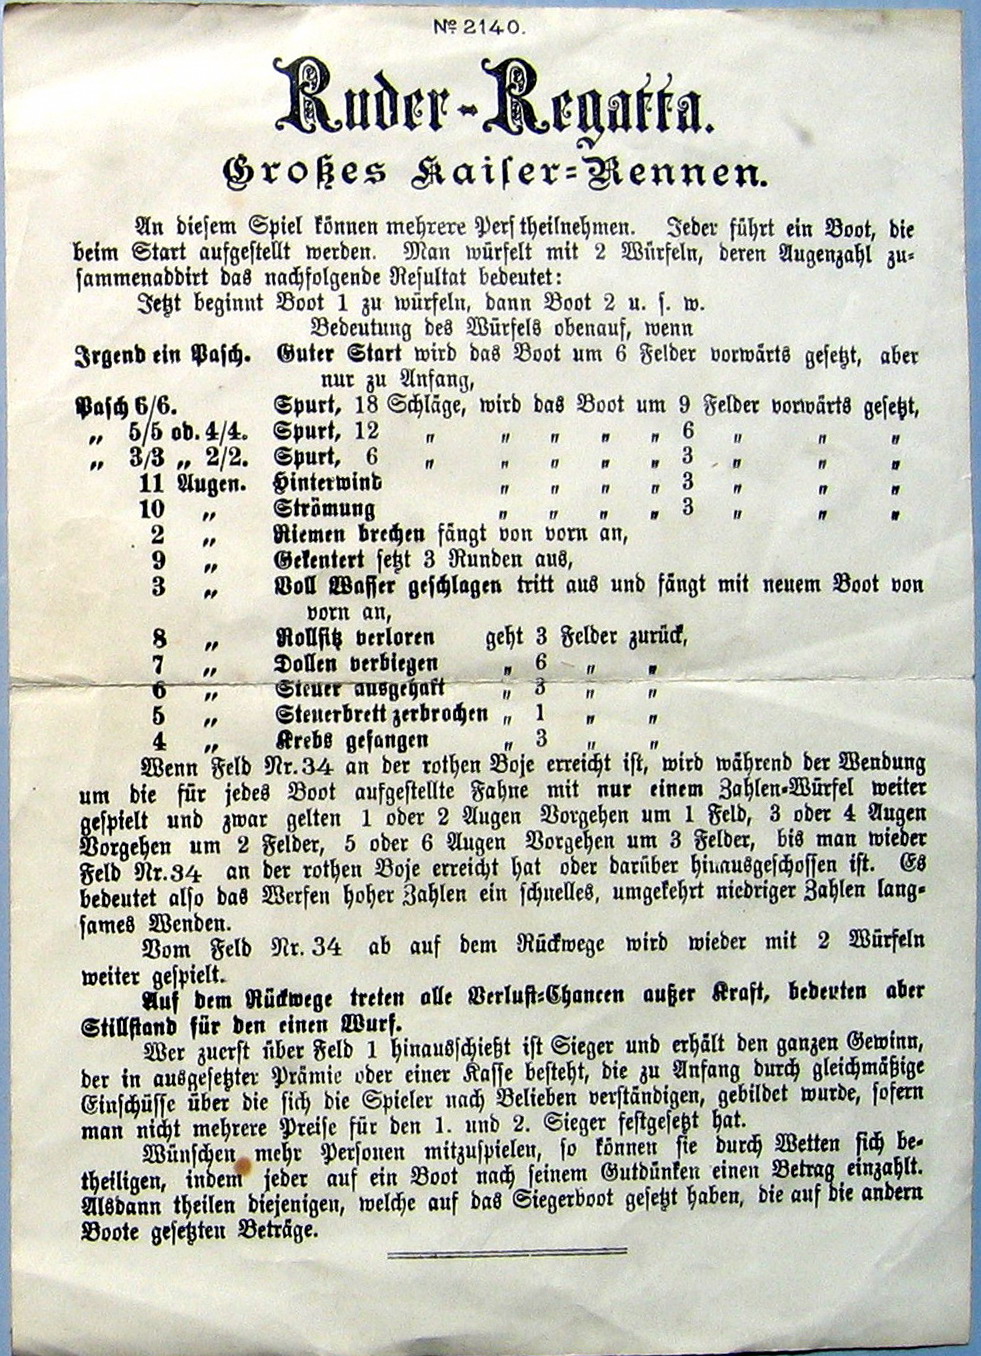 № 2140.
Ruder-Regatta.
Großes Kaiser-Rennen.
An diesem Spiel können mehrere Pers theilnehmen. Jeder führt ein Boot, die
beim Start aufgestellt werden. Man würfelt mit 2 Würfeln, deren Augenzahl zu-
sammenaddirt das nachfolgende Resultat bedeutet:
Jetzt beginnt Boot 1 zu würfeln, dann Boot 2 u. s. w.
Bedeutung des Würfels obenauf, wenn
Irgend ein Pasch. Guter Start wird das Boot um 6 Felder vorwärts gesetzt, aber
nur zu Anfang,
Pasch 6/6. Spurt, 18 Schläge, wird das Boot um 9 Felder vorwärts gesetzt,
„ 5/5 od. 4/4. Spurt, 12 „ „ „ „ „ 6 „ „ „
„ 3/3 „ 2/2. Spurt, 6 „ „ „ „ „ 3 „ „ „
11 Augen. Hinterwind „ „ „ „ 3 „ „ „
10 „ Strömung „ „ „ „ 3 „ „ „
2 „ Riemen brechen fängt von vorn an,
9 „ Gekentert setzt 3 Runden aus,
3 „ Voll Wasser geschlagen tritt aus und fängt mit neuem Boot von
vorn an,
8 „ Rollsitz verloren geht 3 Felder zurück,
7 „ Dollen verbiegen „ 6 „ „
6 „ Steuer ausgehakt „ 3 „ „
5 „ Steuerbrett zerbrochen „ 1 „ „
4 „ Krebs gefangen „ 3 „ „
Wenn Feld Nr. 34 an der rothen Boje erreicht ist, wird während der Wendung
um die für jedes Boot aufgestellte Fahne mit nur einem Zahlen-Würfel weiter
gespielt und zwar gelten 1 oder 2 Augen Vorgehen um 1 Feld, 3 oder 4 Augen
Vorgehen um 2 Felder, 5 oder 6 Augen Vorgehen um 3 Felder, bis man wieder
Feld Nr. 34 an der rothen Boje erreicht hat oder darüber hinausgeschossen ist. Es
bedeutet also das Werfen hoher Zahlen ein schnelles, umgekehrt niedriger Zahlen lang-
sames Wenden.
Vom Feld Nr. 34 ab auf dem Rückwege wird wieder mit 2 Würfeln
weiter gespielt.
Auf dem Rückwege treten alle Verlust-Chancen außer Kraft, bedeuten aber
Stillstand für den einen Wurf.
Wer zuerst über Feld 1 hinausschießt ist Sieger und erhält den ganzen Gewinn,
der in ausgesetzter Prämie oder einer Kasse besteht, die zu Anfang durch gleichmäßige
Einschüsse über die sich die Spieler nach Belieben verständigen, gebildet wurde, sofern
man nicht mehrere Preise für den 1. und 2. Sieger festgesetzt hat.
Wünschen mehr Personen mitzuspielen, so können sie durch Wetten sich be-
theiligen, indem jeder auf ein Boot nach seinem Gutdünken einen Betrag einzahlt.
Alsdann theilen diejenigen, welche auf das Siegerboot gesetzt haben, die auf die andern
Boote gesetzten Beträge.